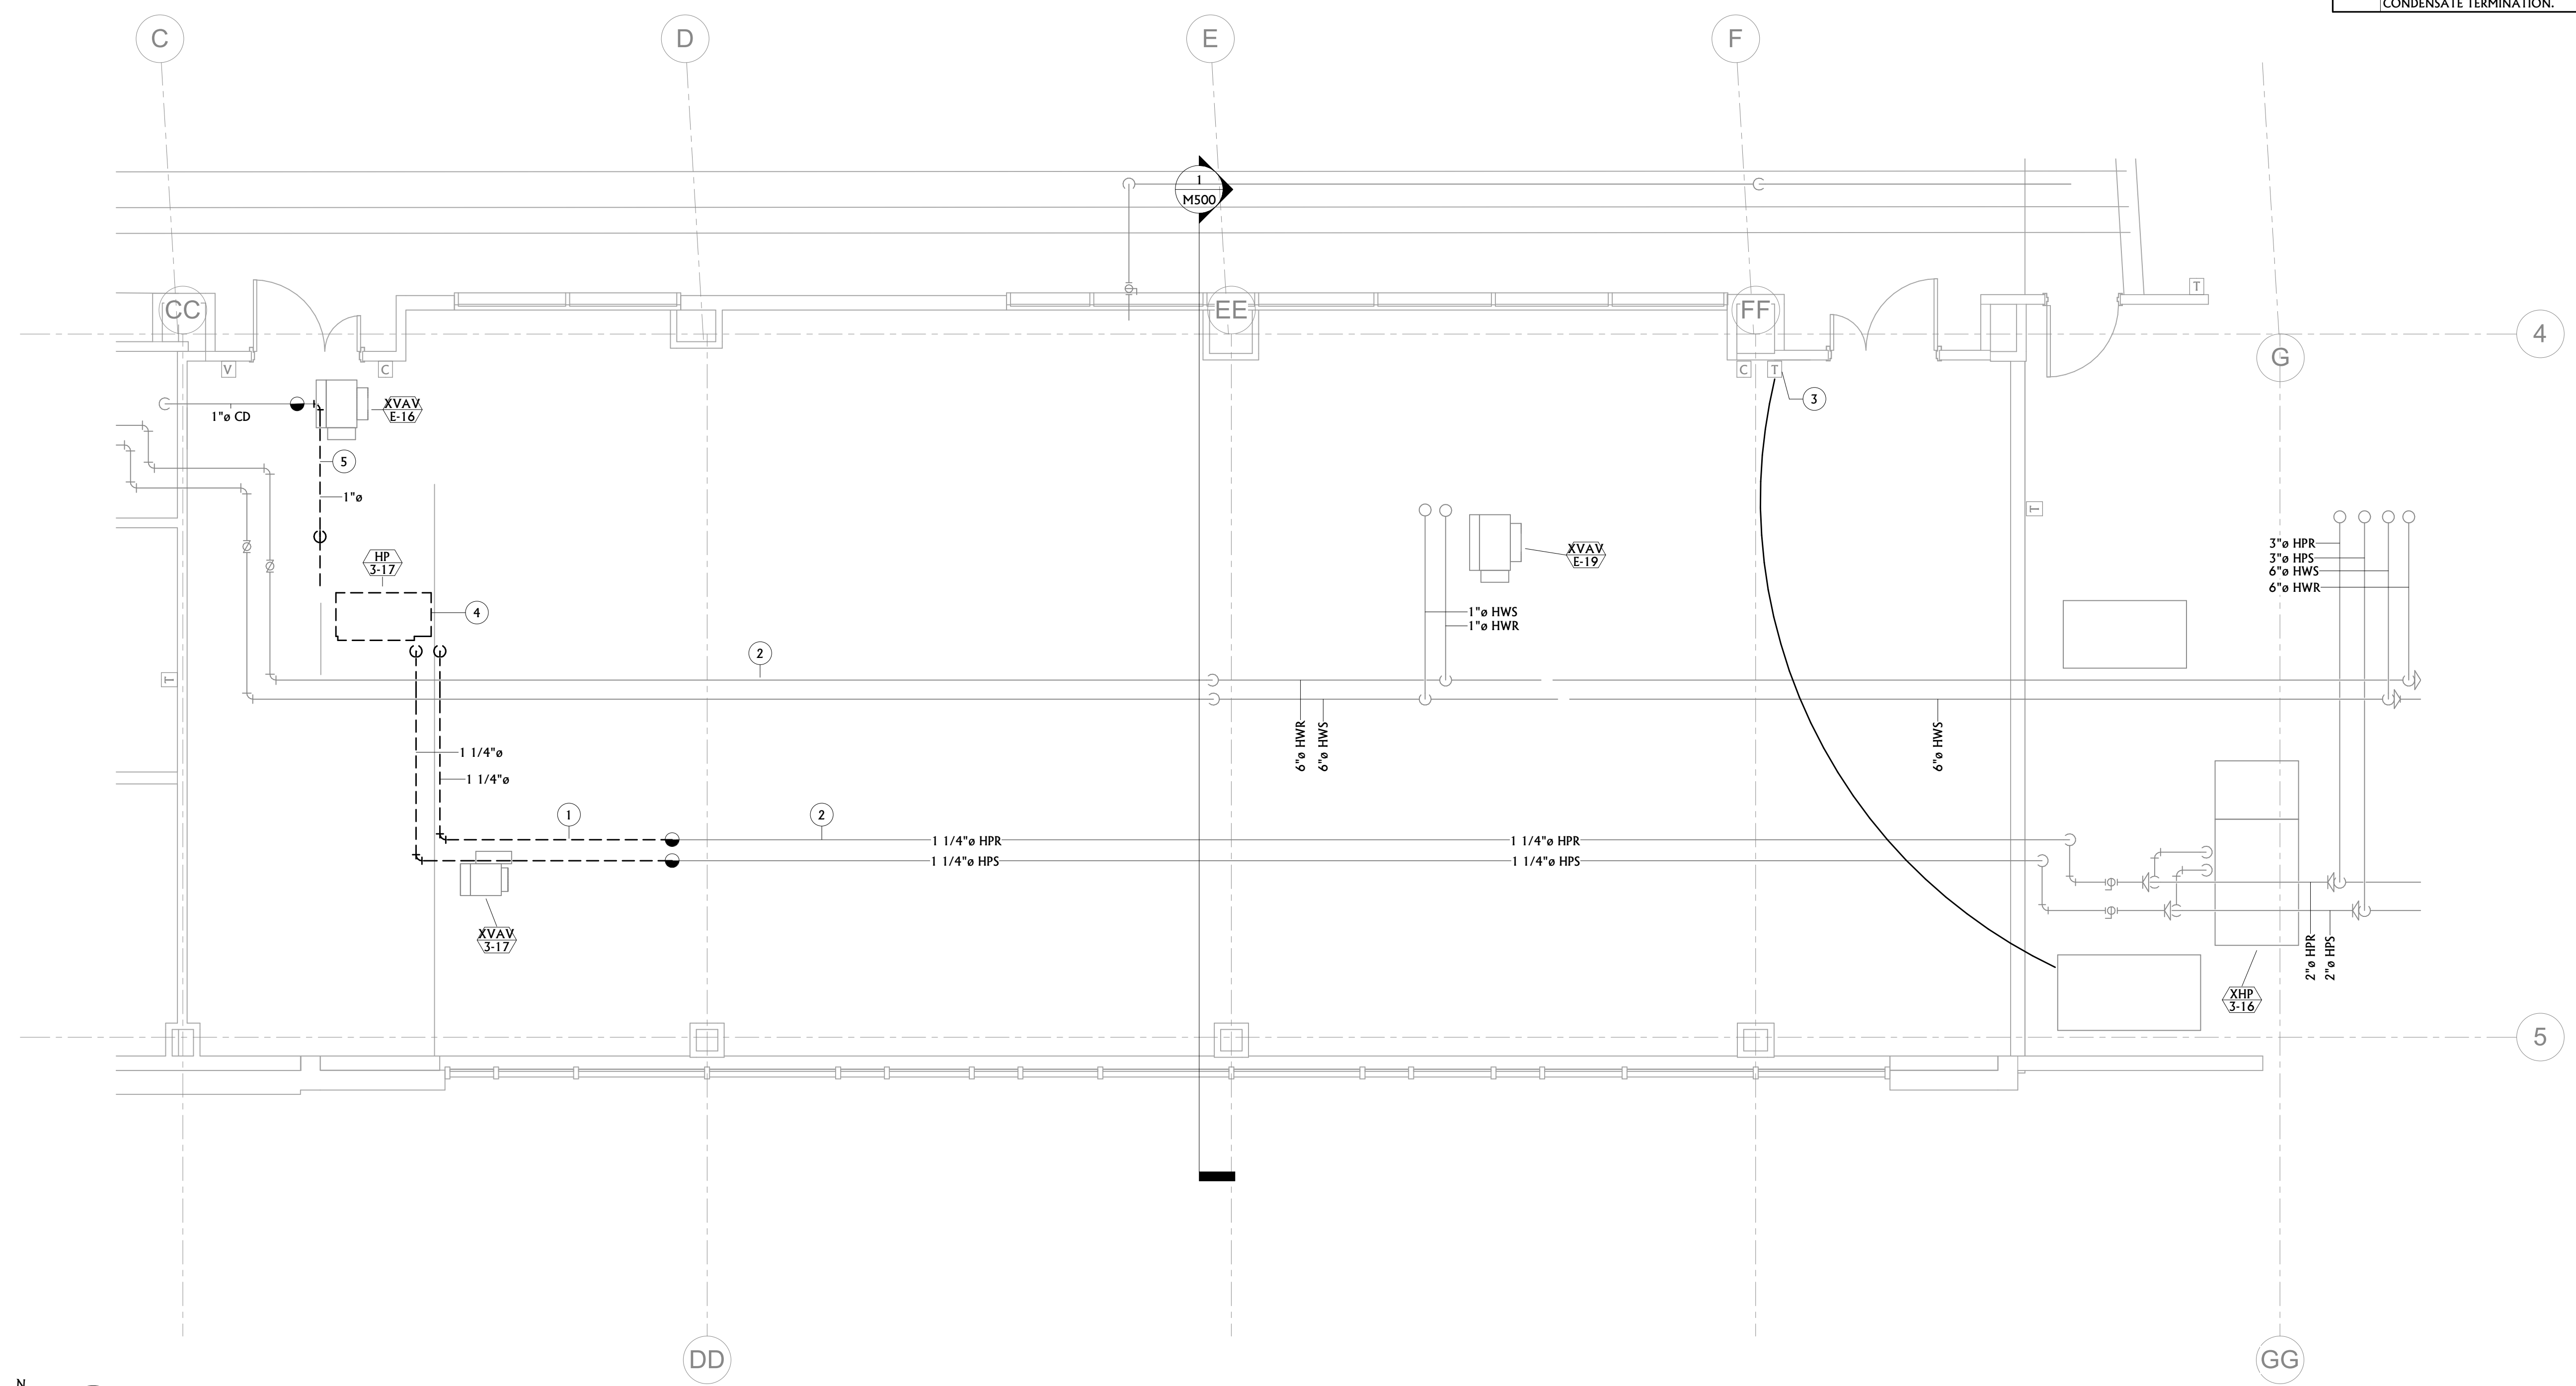 CONDENSATE TERMINATION.
C
D
E
F
1
M500
CC
EE
FF
T
4
G
V
C
C
T
3
1"ø CD
XVAV
E-16
5
1"ø
T
HP
3-17
4
XVAV
E-19
3"ø HPR
3"ø HPS
6"ø HWS
6"ø HWR
1"ø HWS
1"ø HWR
2
T
6"ø HWR
6"ø HWS
6"ø HWS
1 1/4"ø
1 1/4"ø
1
2
1 1/4"ø HPR
1 1/4"ø HPR
1 1/4"ø HPS
1 1/4"ø HPS
XVAV
3-17
2"ø HPR
2"ø HPS
XHP
3-16
5
DD
GG
N